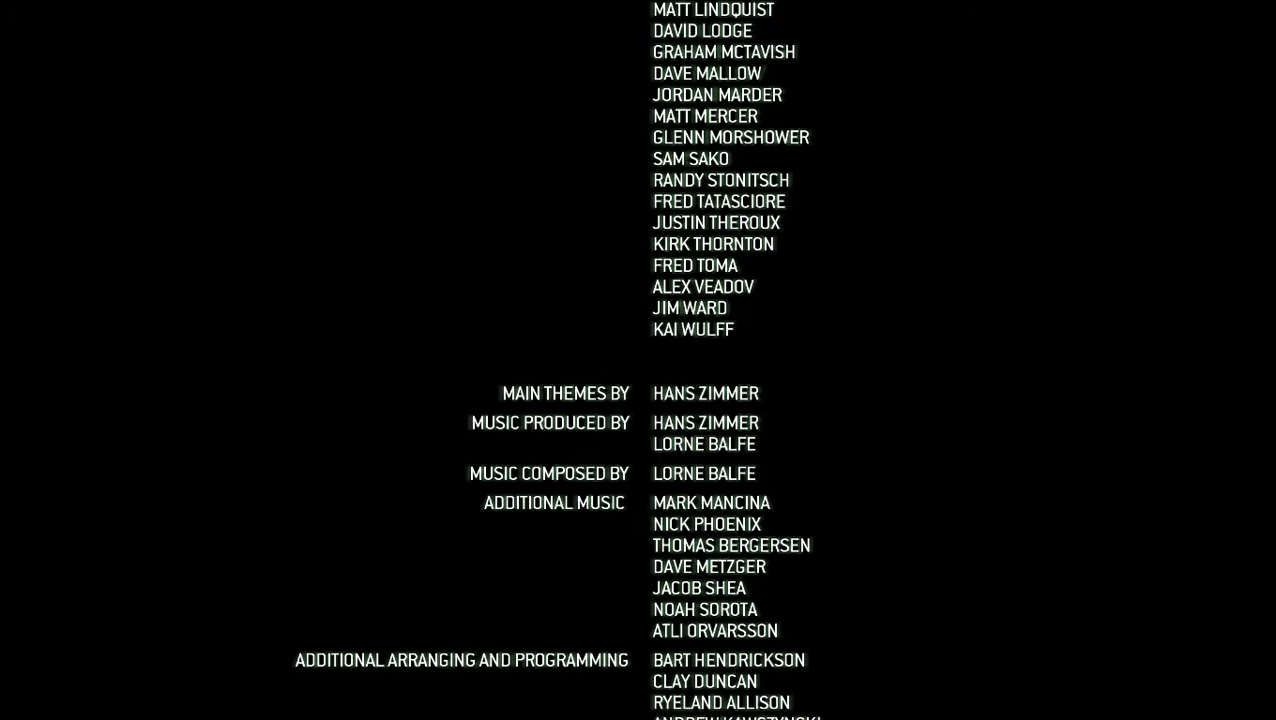 MATT LINDQUIST
DAVID LODGE
GRAHAM MCTAVISH
DAVE MALLOW
JORDAN MARDER
MATT MERCER
GLENN MORSHOWER
SAM SAKO
RANDY STONITSCH
FRED TATASCIORE
JUSTIN THEROUX
KIRK THORNTON
FRED TOMA
ALEX VEADOV
JIM WARD
KAI WULFF
MAIN THEMES BY HANS ZIMMER
MUSIC PRODUCED BY HANS ZIMMER
LORNE BALFE
MUSIC COMPOSED BY LORNE BALFE
ADDITIONAL MUSIC MARK MANCINA
NICK PHOENIX
THOMAS BERGERSEN
DAVE METZGER
JACOB SHEA
NOAH SOROTA
ATLI ORVARSSON
ADDITIONAL ARRANGING AND PROGRAMMING BART HENDRICKSON
CLAY DUNCAN
RYELAND ALLISON